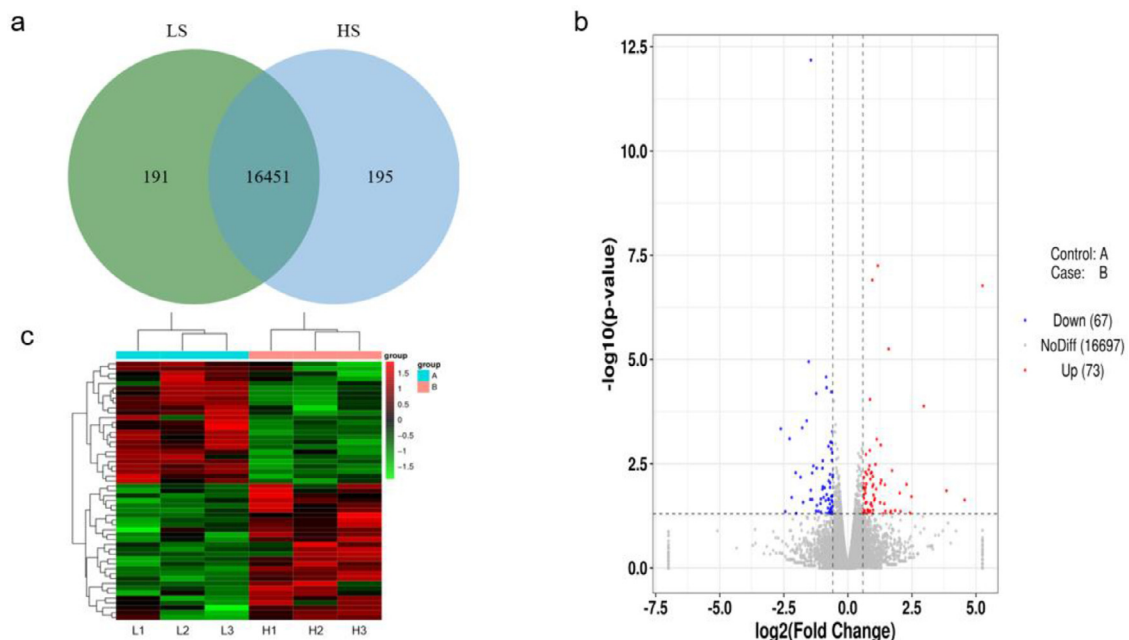 a
LS HS
191 16451 195
b
12.5
10.0
7.5
5.0
2.5
0.0
-log10(p-value)
-7.5 -5.0 -2.5 0.0 2.5 5.0
log2(Fold Change)
Control: A
Case: B
Down (67)
NoDiff (16697)
Up (73)
c
group
1.5
1
0.5
0
-0.5
-1
-1.5
group
A
B
L1 L2 L3 H1 H2 H3